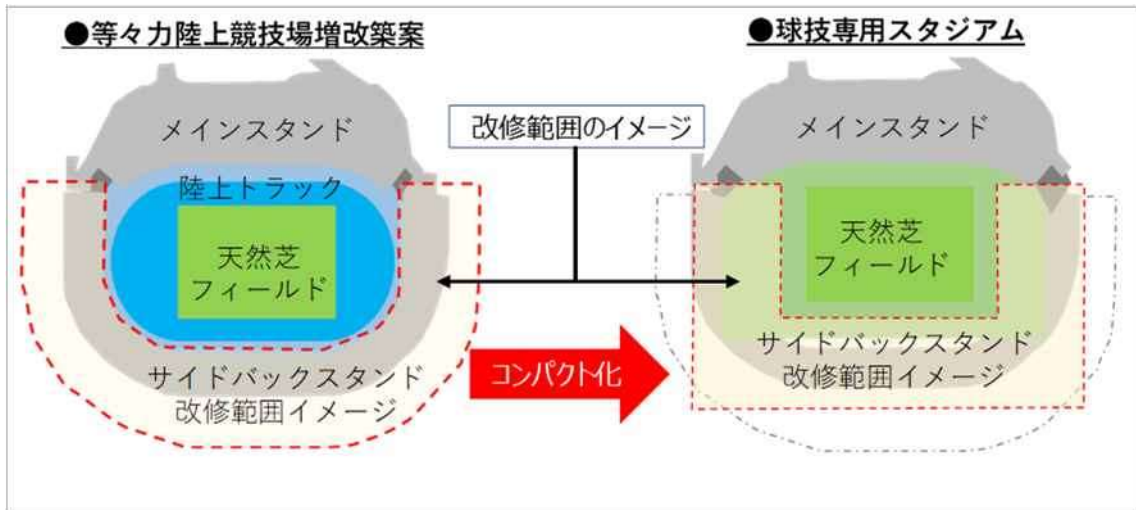 ●等々力陸上競技場増改築案
メインスタンド
陸上トラック
天然芝
フィールド
サイドバックスタンド
改修範囲イメージ
改修範囲のイメージ
コンパクト化
●球技専用スタジアム
メインスタンド
天然芝
フィールド
サイドバックスタンド
改修範囲イメージ